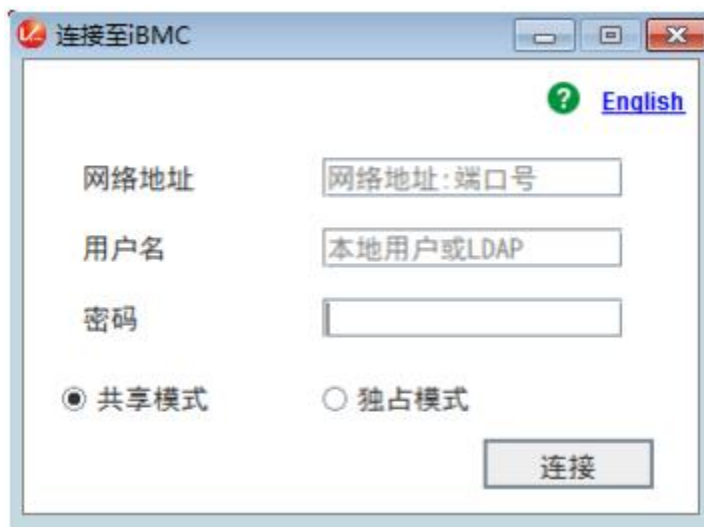 连接至iBMC
English
网络地址 网络地址:端口号
用户名 本地用户或LDAP
密码
共享模式 独占模式
连接